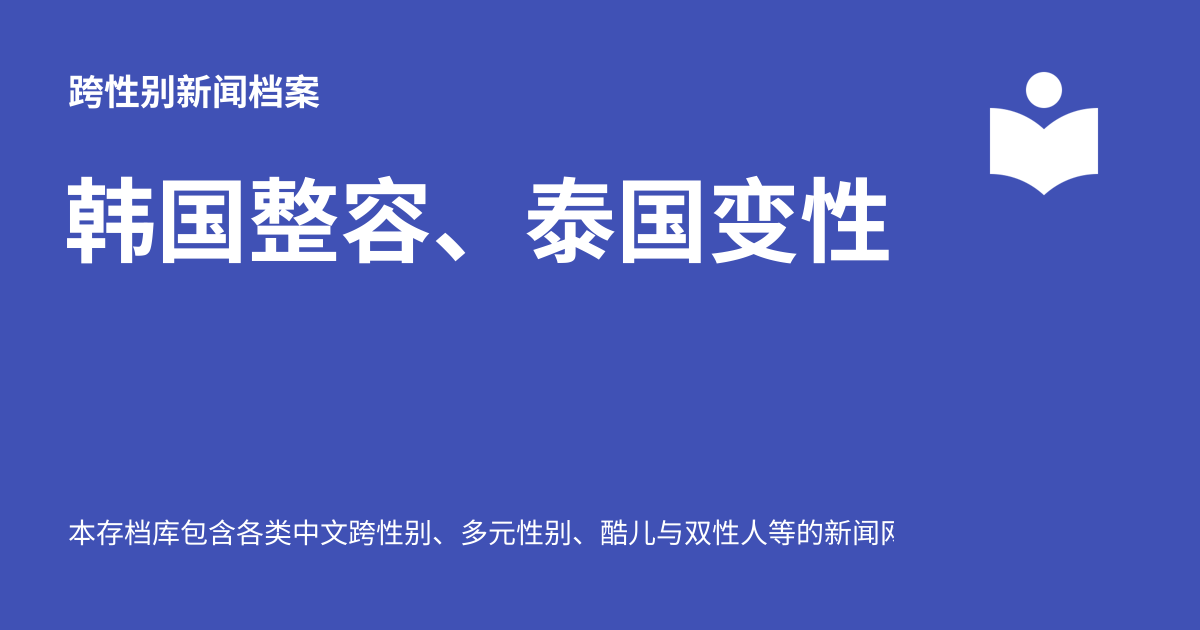 跨性别新闻档案
韩国整容、泰国变性
本存档库包含各类中文跨性别、多元性别、酷儿与双性人等的新闻